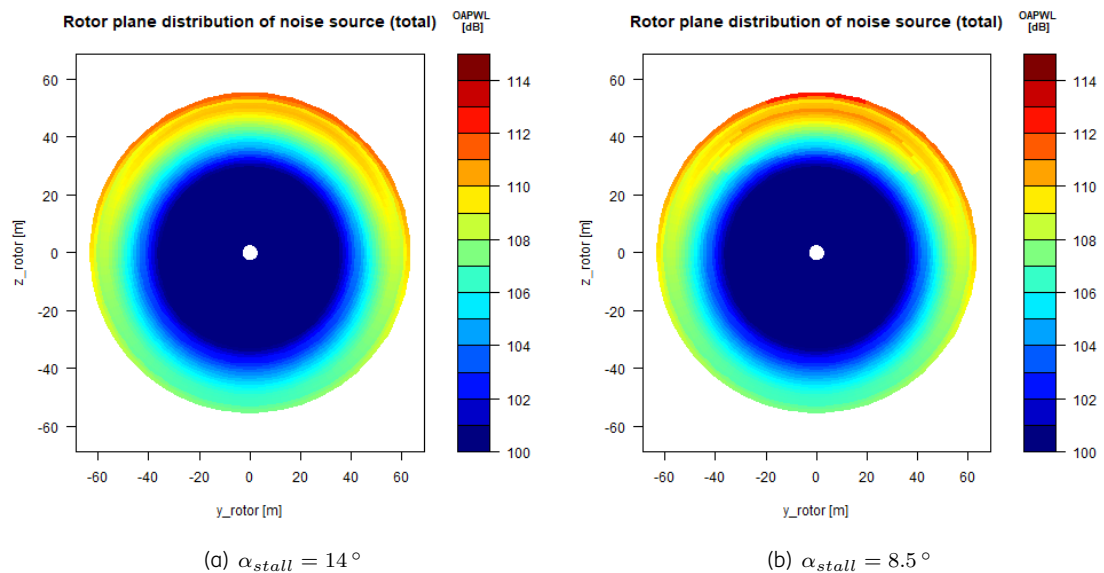 Rotor plane distribution of noise source (total)
OAPWL
[dB]
60
40
20
0
-20
-40
-60
z_rotor [m]
-60 -40 -20 0 20 40 60
y_rotor [m]
114
112
110
108
106
104
102
100
(a) α_stall = 14°
Rotor plane distribution of noise source (total)
OAPWL
[dB]
60
40
20
0
-20
-40
-60
z_rotor [m]
-60 -40 -20 0 20 40 60
y_rotor [m]
114
112
110
108
106
104
102
100
(b) α_stall = 8.5°